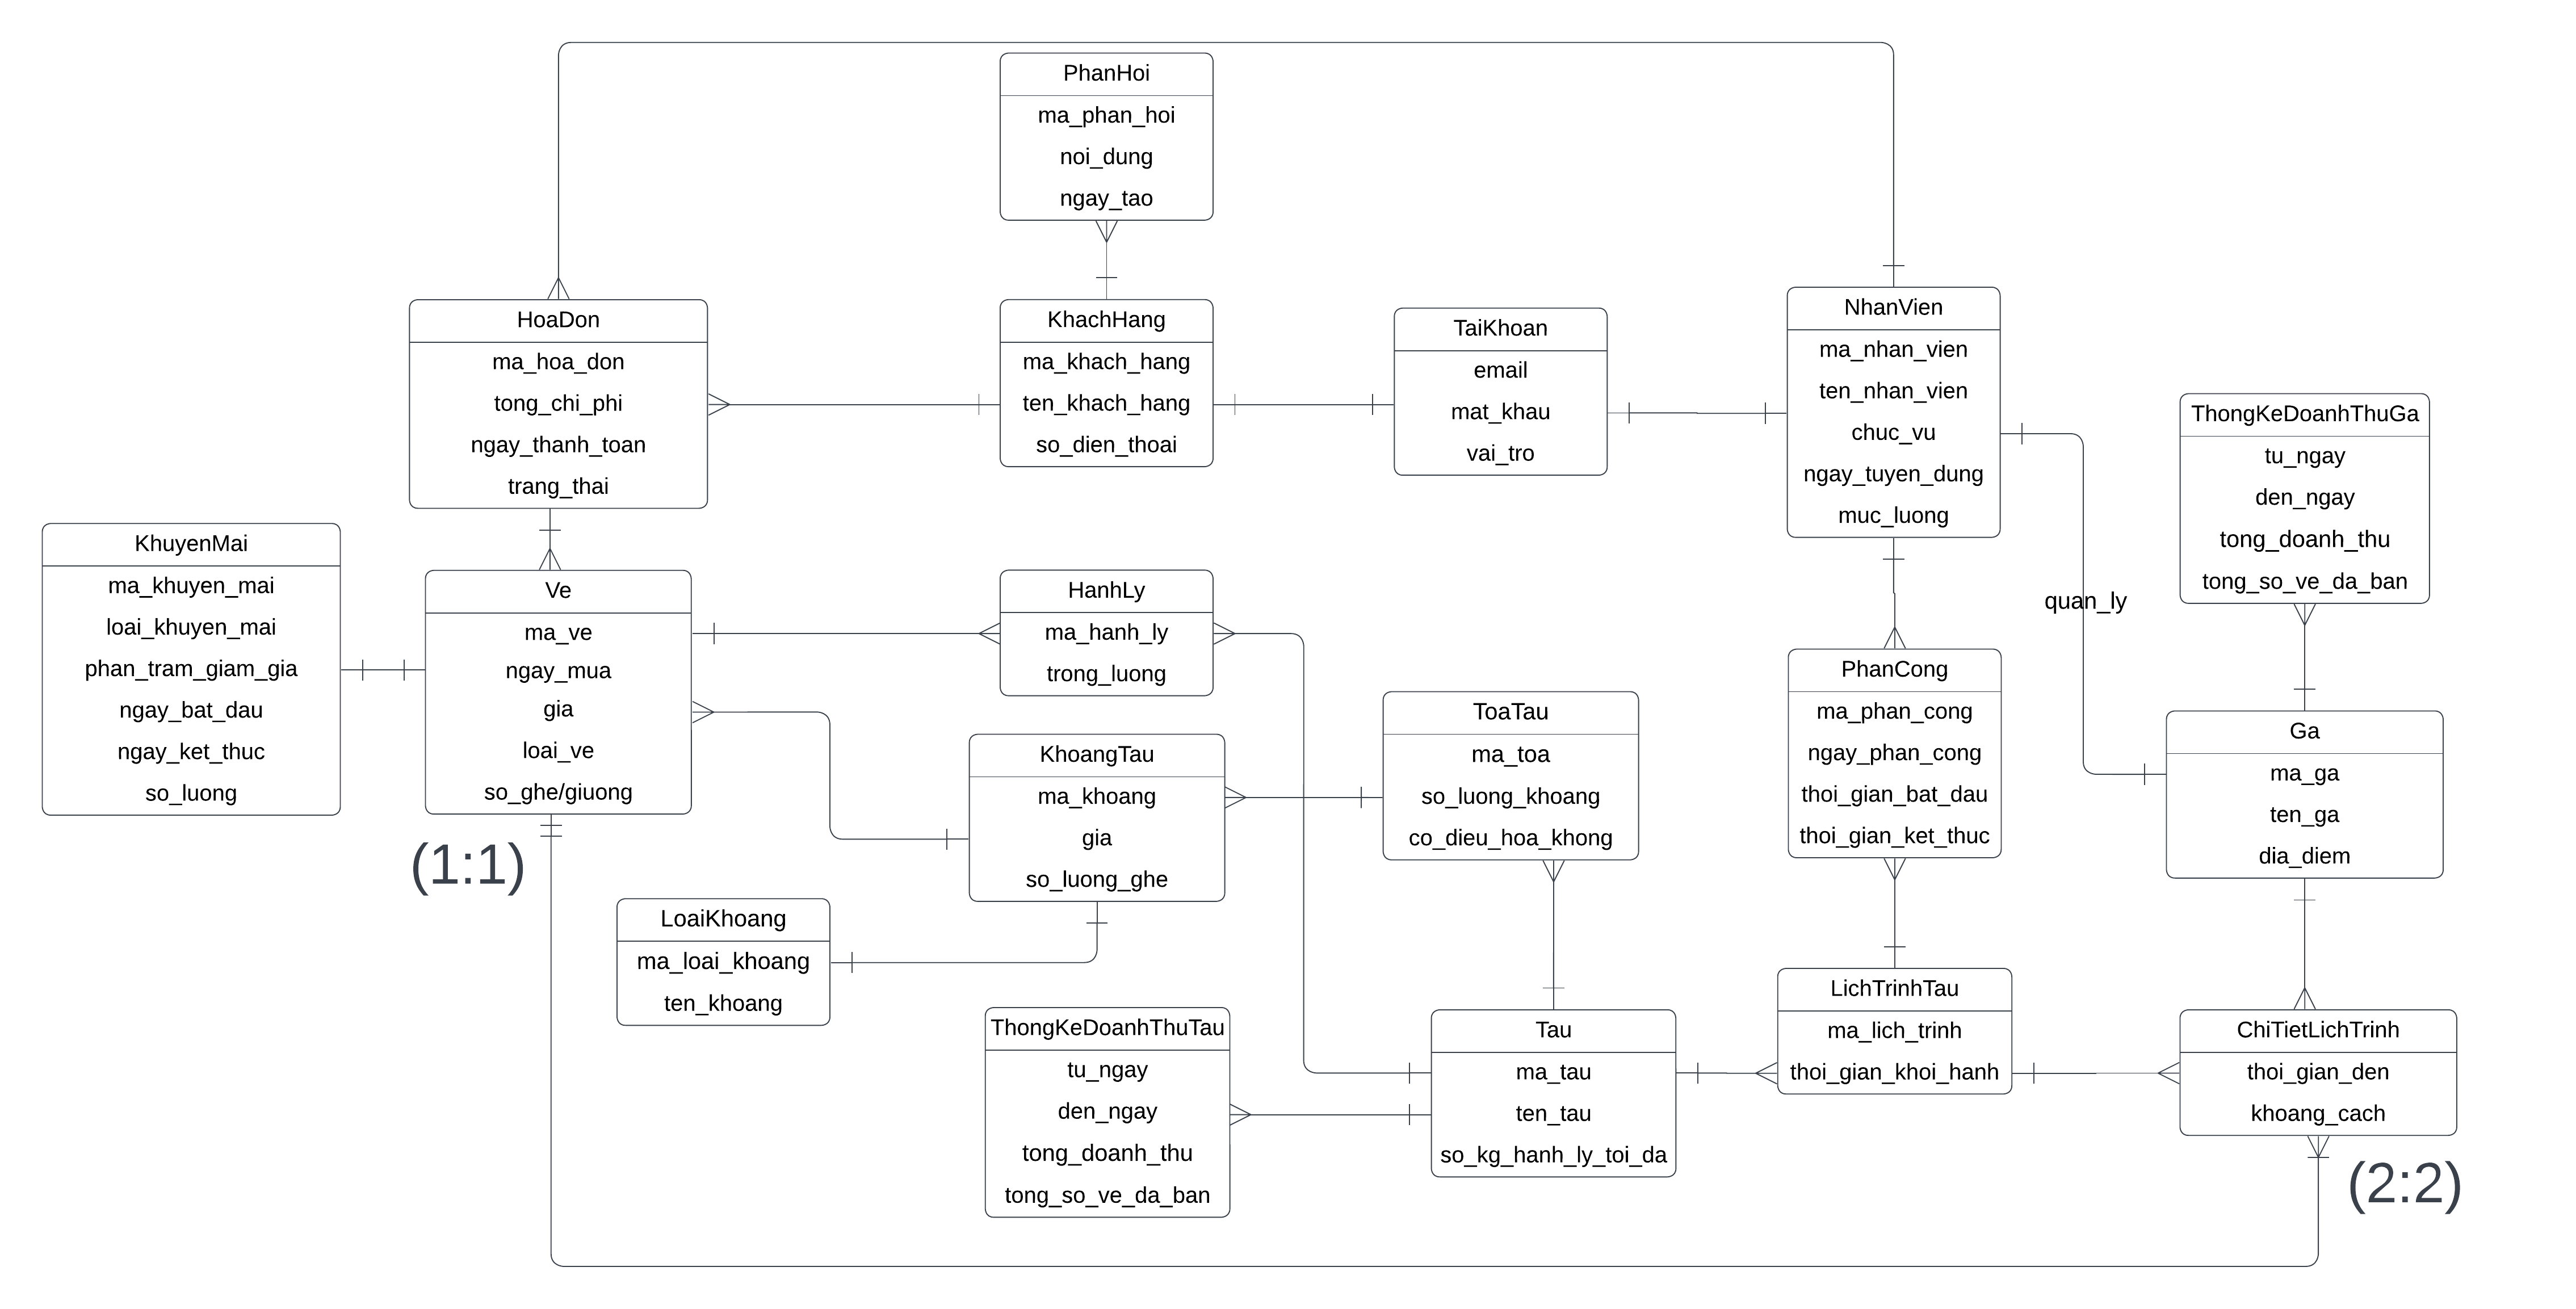 PhanHoi
ma_phan_hoi
noi_dung
ngay_tao
HoaDon
ma_hoa_don
tong_chi_phi
ngay_thanh_toan
trang_thai
KhachHang
ma_khach_hang
ten_khach_hang
so_dien_thoai
TaiKhoan
email
mat_khau
vai_tro
NhanVien
ma_nhan_vien
ten_nhan_vien
chuc_vu
ngay_tuyen_dung
muc_luong
ThongKeDoanhThuGa
tu_ngay
den_ngay
tong_doanh_thu
tong_so_ve_da_ban
quan_ly
KhuyenMai
ma_khuyen_mai
loai_khuyen_mai
phan_tram_giam_gia
ngay_bat_dau
ngay_ket_thuc
so_luong
Ve
ma_ve
ngay_mua
gia
loai_ve
so_ghe/giuong
(1:1)
HanhLy
ma_hanh_ly
trong_luong
KhoangTau
ma_khoang
gia
so_luong_ghe
ToaTau
ma_toa
so_luong_khoang
co_dieu_hoa_khong
PhanCong
ma_phan_cong
ngay_phan_cong
thoi_gian_bat_dau
thoi_gian_ket_thuc
Ga
ma_ga
ten_ga
dia_diem
LoaiKhoang
ma_loai_khoang
ten_khoang
ThongKeDoanhThuTau
tu_ngay
den_ngay
tong_doanh_thu
tong_so_ve_da_ban
Tau
ma_tau
ten_tau
so_kg_hanh_ly_toi_da
LichTrinhTau
ma_lich_trinh
thoi_gian_khoi_hanh
ChiTietLichTrinh
thoi_gian_den
khoang_cach
(2:2)